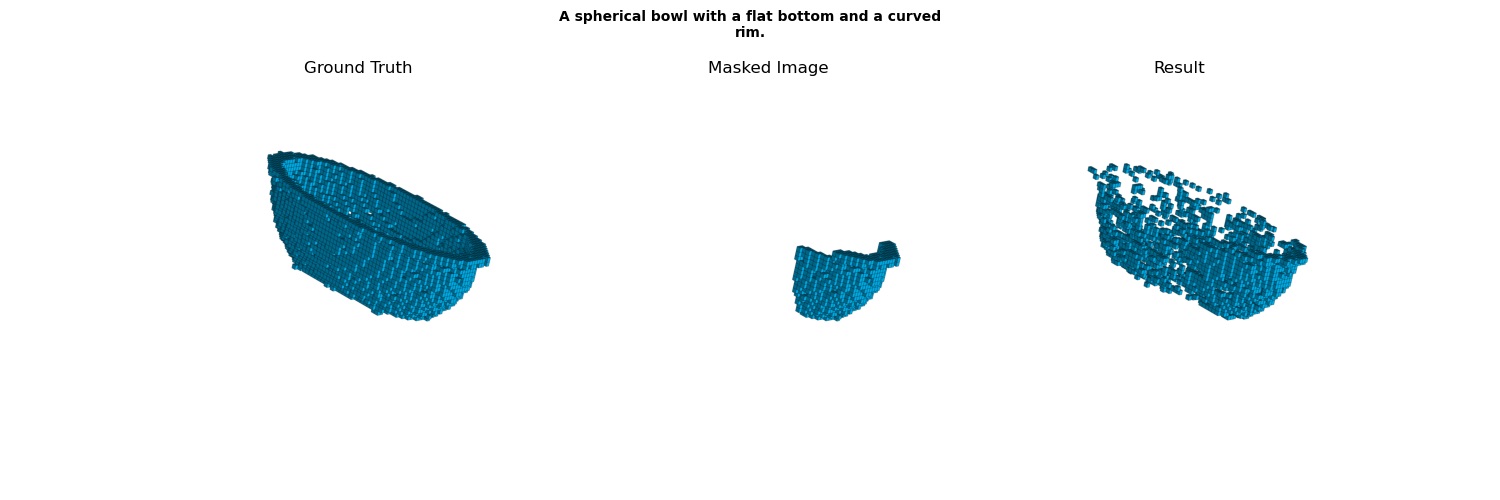 A spherical bowl with a flat bottom and a curved
rim.
Ground Truth
Masked Image
Result